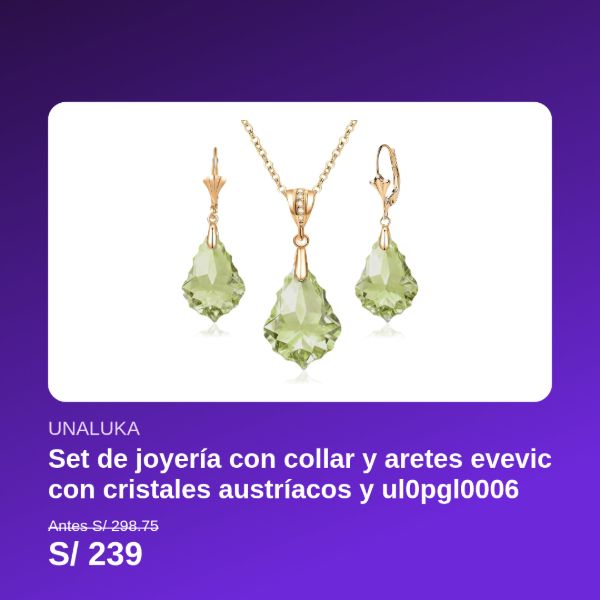 UNALUKA
Set de joyería con collar y aretes evevic
con cristales austríacos y ul0pgl0006
Antes S/ 298.75
S/ 239